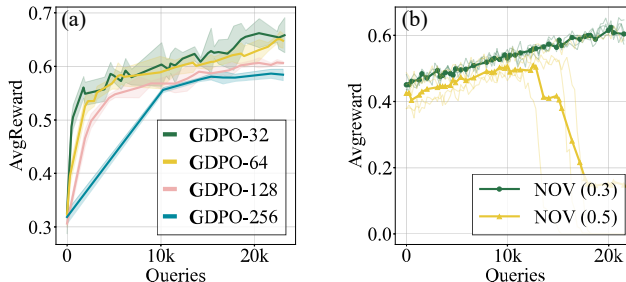 (a)
AvgReward
0.7
0.6
0.5
0.4
0.3
GDPO-32
GDPO-64
GDPO-128
GDPO-256
0
10k
20k
Queries
(b)
Avgreward
0.6
0.4
0.2
0.0
NOV (0.3)
NOV (0.5)
0
10k
20k
Queries